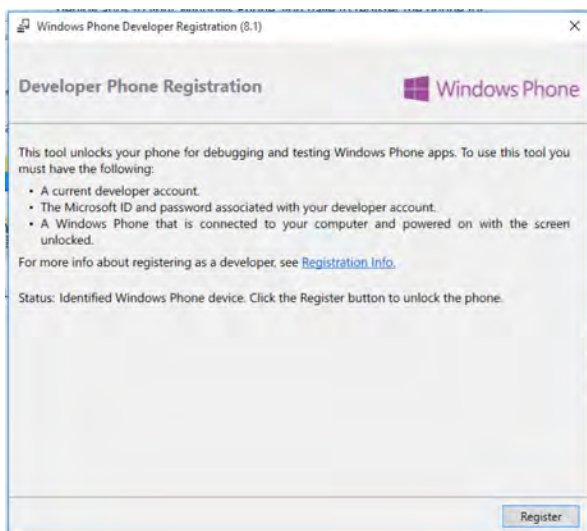 Windows Phone Developer Registration (8.1)
Developer Phone Registration
Windows Phone
This tool unlocks your phone for debugging and testing Windows Phone apps. To use this tool you
must have the following:
• A current developer account.
• The Microsoft ID and password associated with your developer account.
• A Windows Phone that is connected to your computer and powered on with the screen
unlocked.
For more info about registering as a developer, see Registration Info.
Status: Identified Windows Phone device. Click the Register button to unlock the phone.
Register